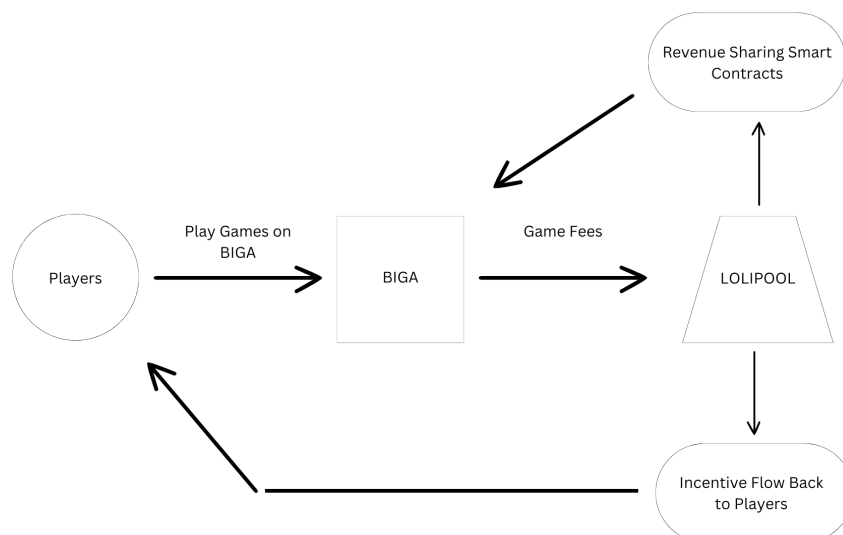 Revenue Sharing Smart
Contracts
Play Games on
BIGA
Game Fees
Players
BIGA
LOLIPOOL
Incentive Flow Back
to Players